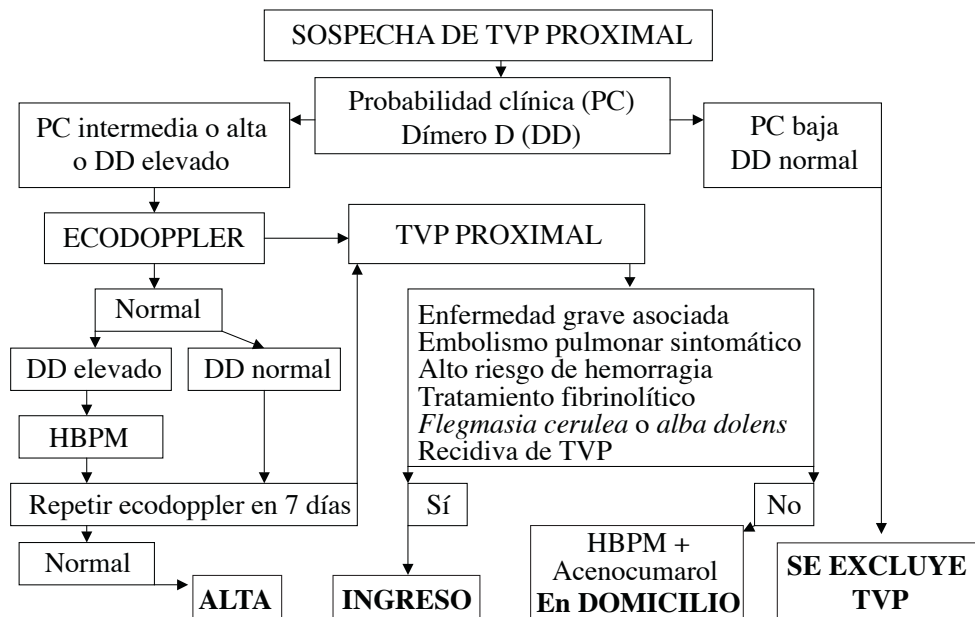 SOSPECHA DE TVP PROXIMAL
Probabilidad clínica (PC)
Dímero D (DD)
PC intermedia o alta
o DD elevado
PC baja
DD normal
ECODOPPLER
TVP PROXIMAL
Normal
DD elevado
DD normal
HBPM
Repetir ecodoppler en 7 días
Normal
ALTA
Enfermedad grave asociada
Embolismo pulmonar sintomático
Alto riesgo de hemorragia
Tratamiento fibrinolítico
Flegmasia cerulea o alba dolens
Recidiva de TVP
Sí
No
INGRESO
HBPM +
Acenocumarol
En DOMICILIO
SE EXCLUYE
TVP